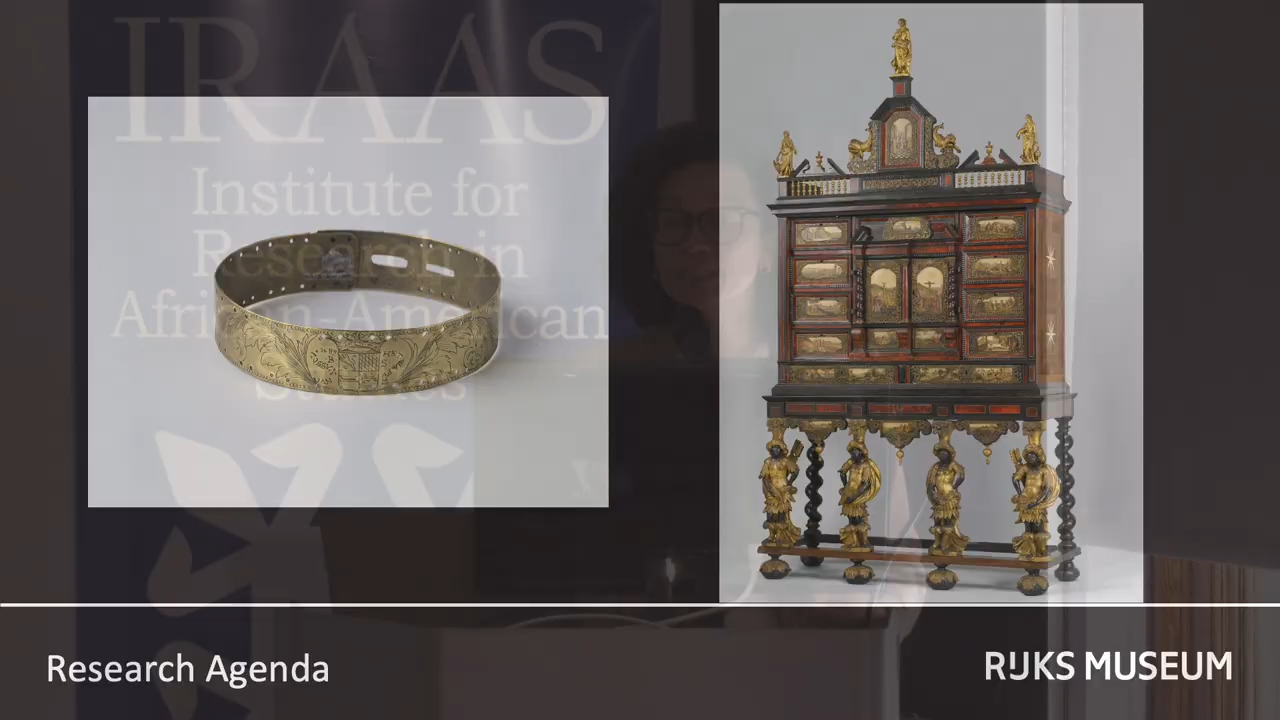 IRAAS
Institute for
Research in
African-American
Studies
Research Agenda
RIJKS MUSEUM